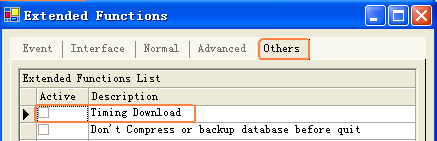 Extended Functions
Event Interface Normal Advanced Others
Extended Functions List
Active Description
Timing Download
Don't Compress or backup database before quit